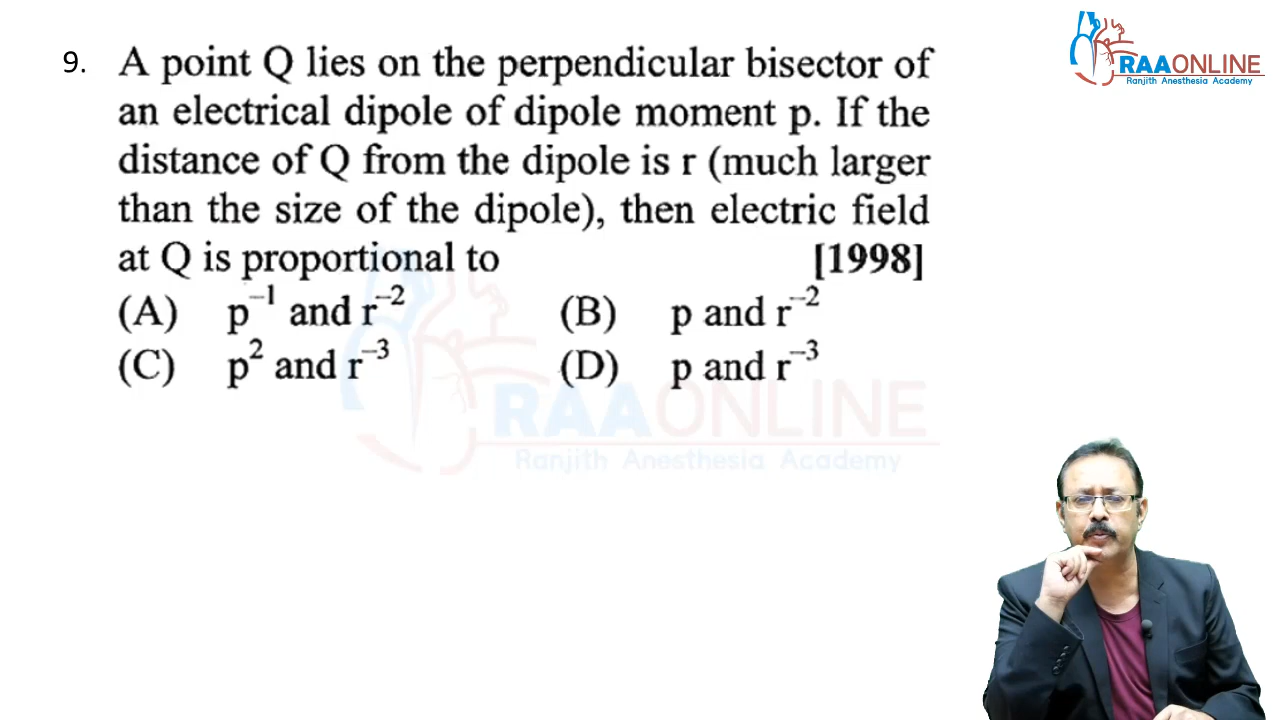 RAAONLINE
Ranjith Anesthesia Academy
9. A point Q lies on the perpendicular bisector of
an electrical dipole of dipole moment p. If the
distance of Q from the dipole is r (much larger
than the size of the dipole), then electric field
at Q is proportional to [1998]
(A) p⁻¹ and r⁻² (B) p and r⁻²
(C) p² and r⁻³ (D) p and r⁻³
RAAONLINE
Ranjith Anesthesia Academy